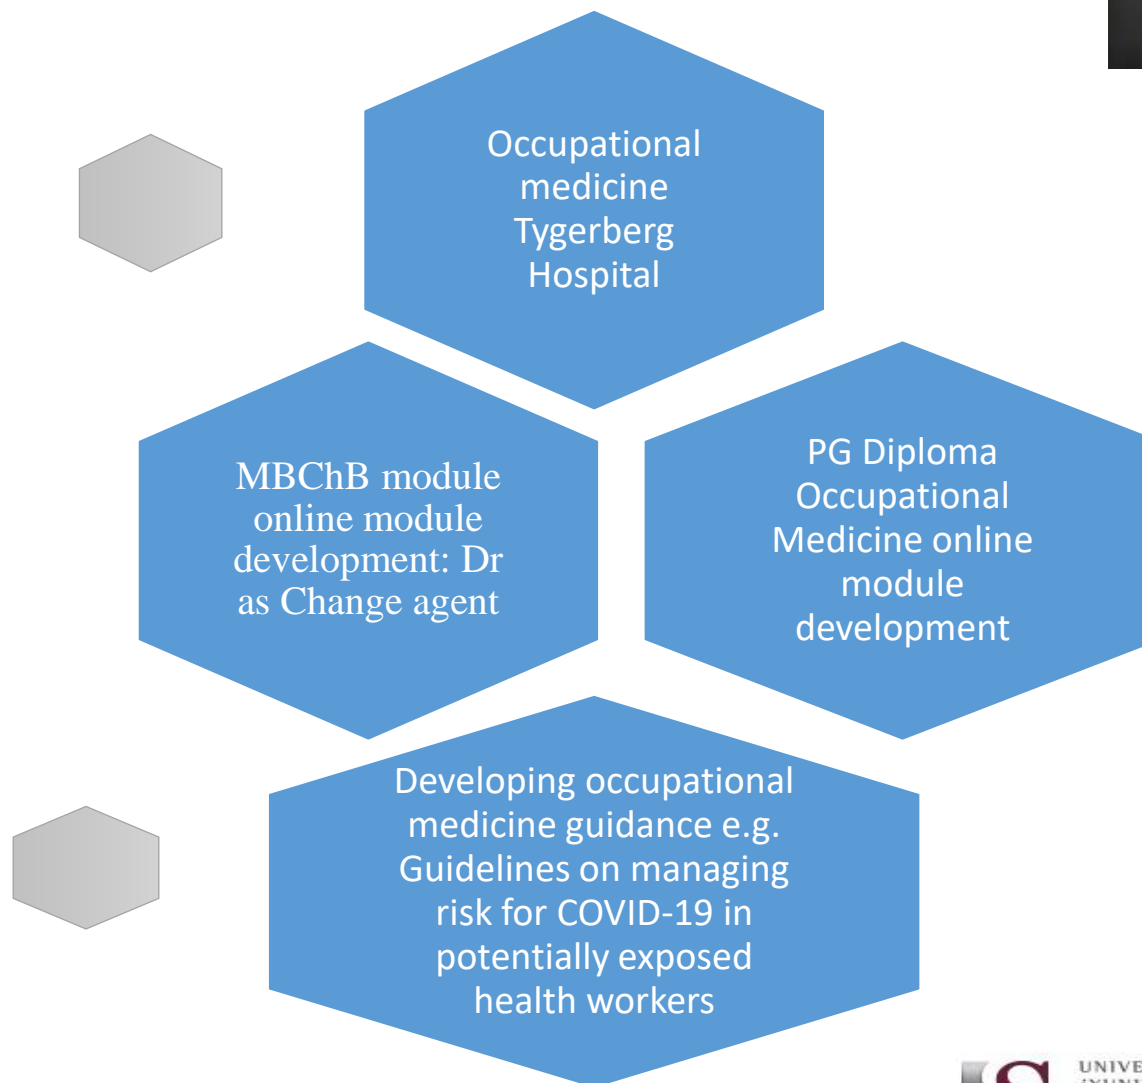 Occupational
medicine
Tygerberg
Hospital
MBChB module
online module
development: Dr
as Change agent
PG Diploma
Occupational
Medicine online
module
development
Developing occupational
medicine guidance e.g.
Guidelines on managing
risk for COVID-19 in
potentially exposed
health workers
UNIVE